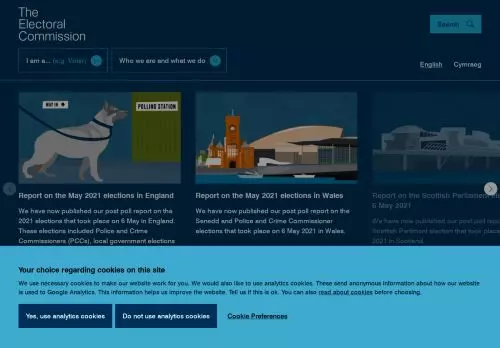 The
Electoral
Commission
Search
I am a... (e.g. Voter)
Who we are and what we do
English
Cymraeg
WAY IN
POLLING STATION
Report on the May 2021 elections in England
We have now published our post poll report on the
2021 elections that took place on 6 May in England.
These elections included Police and Crime
Commissioners (PCCs), local government elections
Report on the May 2021 elections in Wales
We have now published our post poll report on the
Senedd and Police and Crime Commissioner
elections that took place on 6 May 2021 in Wales.
Report on the Scottish Parliament
6 May 2021
We have now published our post poll report
Scottish Parliament election that took place
2021 in Scotland.
Your choice regarding cookies on this site
We use necessary cookies to make our website work for you. We would also like to use analytics cookies. These send anonymous information about how our website
is used to Google Analytics. This information helps us improve the website. Tell us if this is ok. You can also read about cookies before choosing.
Yes, use analytics cookies
Do not use analytics cookies
Cookie Preferences